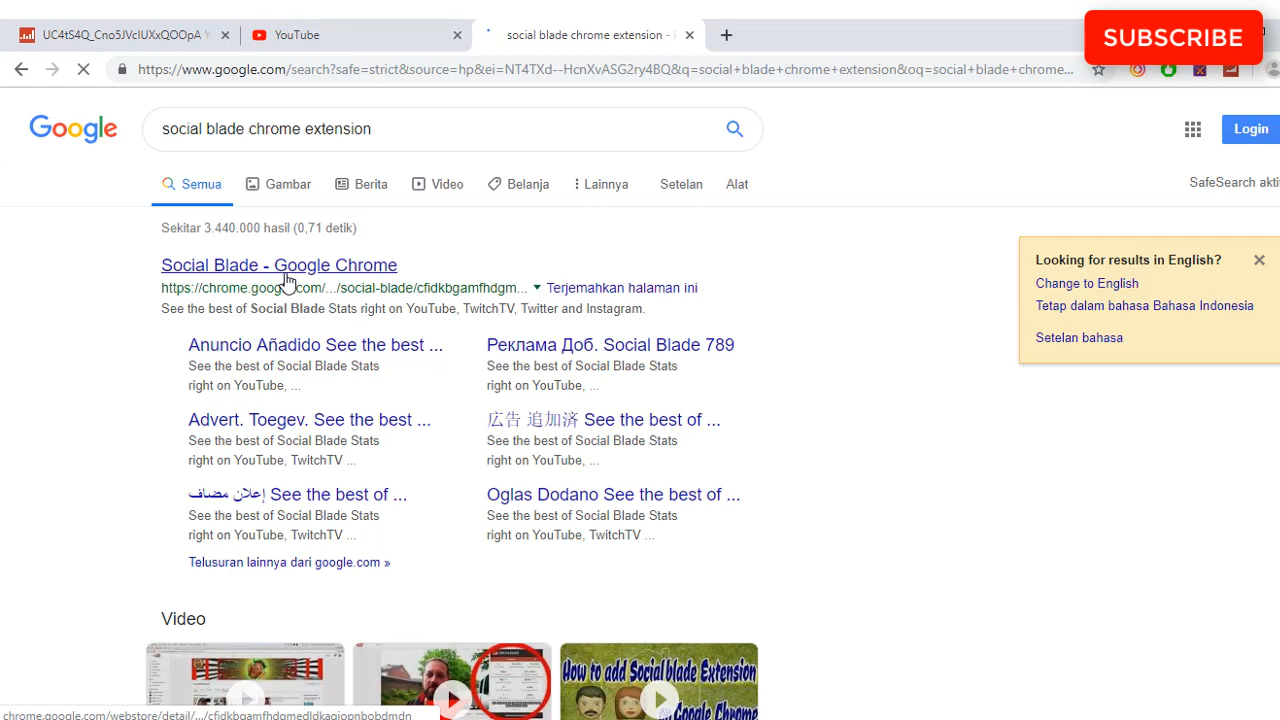 UC4tS4Q_Cno5JVcIUXxQOOpA Y
YouTube
social blade chrome extension -
SUBSCRIBE
https://www.google.com/search?safe=strict&source=hp&ei=NT4TXd--HcnXvASG2ry4BQ&q=social+blade+chrome+extension&oq=social+blade+chrome...
Google
social blade chrome extension
Login
Semua
Gambar
Berita
Video
Belanja
Lainnya
Setelan
Alat
SafeSearch akti
Sekitar 3.440.000 hasil (0,71 detik)
Social Blade - Google Chrome
https://chrome.google.com/.../social-blade/cfidkbgamfhdgm... Terjemahkan halaman ini
See the best of Social Blade Stats right on YouTube, TwitchTV, Twitter and Instagram.
Looking for results in English?
Change to English
Tetap dalam bahasa Bahasa Indonesia
Setelan bahasa
Anuncio Añadido See the best ...
See the best of Social Blade Stats
right on YouTube, ...
Реклама Доб. Social Blade 789
See the best of Social Blade Stats
right on YouTube, ...
Advert. Toegev. See the best ...
See the best of Social Blade Stats
right on YouTube, TwitchTV ...
広告 追加済 See the best of ...
See the best of Social Blade Stats
right on YouTube, ...
إعلان مضاف See the best of ...
See the best of Social Blade Stats
right on YouTube, TwitchTV ...
Oglas Dodano See the best of ...
See the best of Social Blade Stats
right on YouTube, TwitchTV ...
Telusuran lainnya dari google.com »
Video
How to add Social blade Extension
on Google Chrome